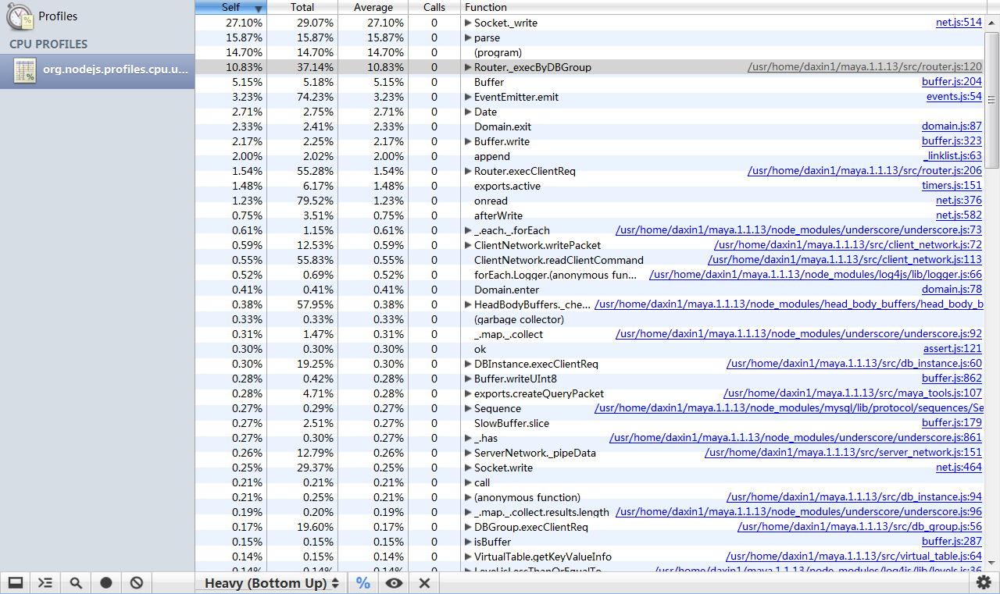 Profiles
CPU PROFILES
org.nodejs.profiles.cpu.u...
Self Total Average Calls Function
27.10% 29.07% 27.10% 0 Socket._write net.js:514
15.87% 15.87% 15.87% 0 parse
14.70% 14.70% 14.70% 0 (program)
10.83% 37.14% 10.83% 0 Router._execByDBGroup /usr/home/daxin1/maya.1.1.13/src/router.js:120
5.15% 5.18% 5.15% 0 Buffer buffer.js:204
3.23% 74.23% 3.23% 0 EventEmitter.emit events.js:54
2.71% 2.75% 2.71% 0 Date
2.33% 2.41% 2.33% 0 Domain.exit domain.js:87
2.17% 2.25% 2.17% 0 Buffer.write buffer.js:323
2.00% 2.02% 2.00% 0 append _linklist.js:63
1.54% 55.28% 1.54% 0 Router.execClientReq /usr/home/daxin1/maya.1.1.13/src/router.js:206
1.48% 6.17% 1.48% 0 exports.active timers.js:151
1.23% 79.52% 1.23% 0 onread net.js:376
0.75% 3.51% 0.75% 0 afterWrite net.js:582
0.61% 1.15% 0.61% 0 _.each._.forEach /usr/home/daxin1/maya.1.1.13/node_modules/underscore/underscore.js:73
0.59% 12.53% 0.59% 0 ClientNetwork.writePacket /usr/home/daxin1/maya.1.1.13/src/client_network.js:72
0.55% 55.83% 0.55% 0 ClientNetwork.readClientCommand /usr/home/daxin1/maya.1.1.13/src/client_network.js:113
0.52% 0.69% 0.52% 0 forEach.Logger.(anonymous fun... /usr/home/daxin1/maya.1.1.13/node_modules/log4js/lib/logger.js:66
0.41% 0.41% 0.41% 0 Domain.enter domain.js:78
0.38% 57.95% 0.38% 0 HeadBodyBuffers._che... /usr/home/daxin1/maya.1.1.13/node_modules/head_body_buffers/head_body_b
0.33% 0.33% 0.33% 0 (garbage collector)
0.31% 1.47% 0.31% 0 _.map._.collect /usr/home/daxin1/maya.1.1.13/node_modules/underscore/underscore.js:92
0.30% 0.30% 0.30% 0 ok assert.js:121
0.30% 19.25% 0.30% 0 DBInstance.execClientReq /usr/home/daxin1/maya.1.1.13/src/db_instance.js:60
0.28% 0.42% 0.28% 0 Buffer.writeUInt8 buffer.js:862
0.28% 4.71% 0.28% 0 exports.createQueryPacket /usr/home/daxin1/maya.1.1.13/src/maya_tools.js:107
0.27% 0.29% 0.27% 0 Sequence /usr/home/daxin1/maya.1.1.13/node_modules/mysql/lib/protocol/sequences/Se
0.27% 2.51% 0.27% 0 SlowBuffer.slice buffer.js:179
0.27% 0.30% 0.27% 0 _.has /usr/home/daxin1/maya.1.1.13/node_modules/underscore/underscore.js:861
0.26% 12.79% 0.26% 0 ServerNetwork._pipeData /usr/home/daxin1/maya.1.1.13/src/server_network.js:151
0.25% 29.37% 0.25% 0 Socket.write net.js:464
0.21% 0.21% 0.21% 0 call
0.21% 0.25% 0.21% 0 (anonymous function) /usr/home/daxin1/maya.1.1.13/src/db_instance.js:94
0.19% 0.20% 0.19% 0 _.map._.collect.results.length /usr/home/daxin1/maya.1.1.13/node_modules/underscore/underscore.js:96
0.17% 19.60% 0.17% 0 DBGroup.execClientReq /usr/home/daxin1/maya.1.1.13/src/db_group.js:56
0.15% 0.15% 0.15% 0 isBuffer buffer.js:287
0.14% 0.15% 0.14% 0 VirtualTable.getKeyValueInfo /usr/home/daxin1/maya.1.1.13/src/virtual_table.js:64
0.14% 0.14% 0.14% 0 LevelisLessThanOrEqualTo /usr/home/daxin1/maya.1.1.13/node_modules/log4js/lib/levels.js:36
Heavy (Bottom Up) %